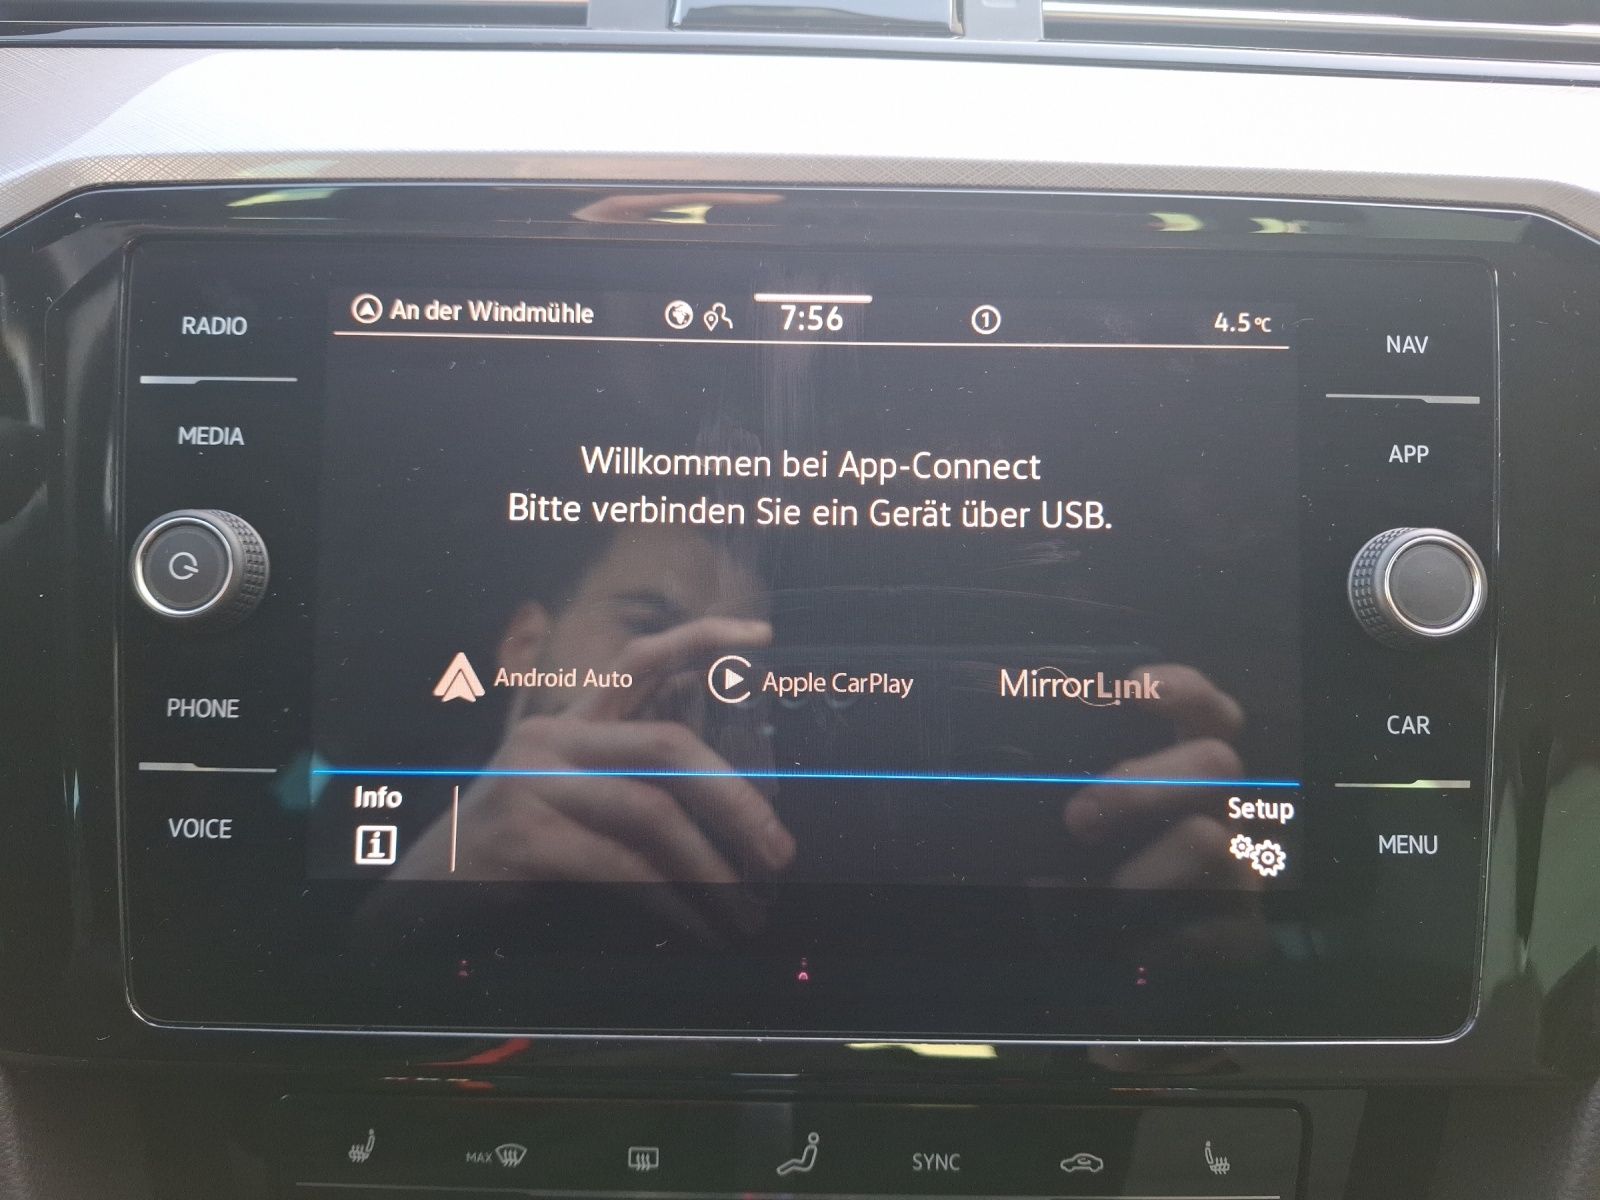 RADIO
MEDIA
PHONE
VOICE
An der Windmühle
7:56
1
4.5°C
Willkommen bei App-Connect
Bitte verbinden Sie ein Gerät über USB.
Android Auto
Apple CarPlay
MirrorLink
Info
i
Setup
NAV
APP
CAR
MENU
MAX
SYNC